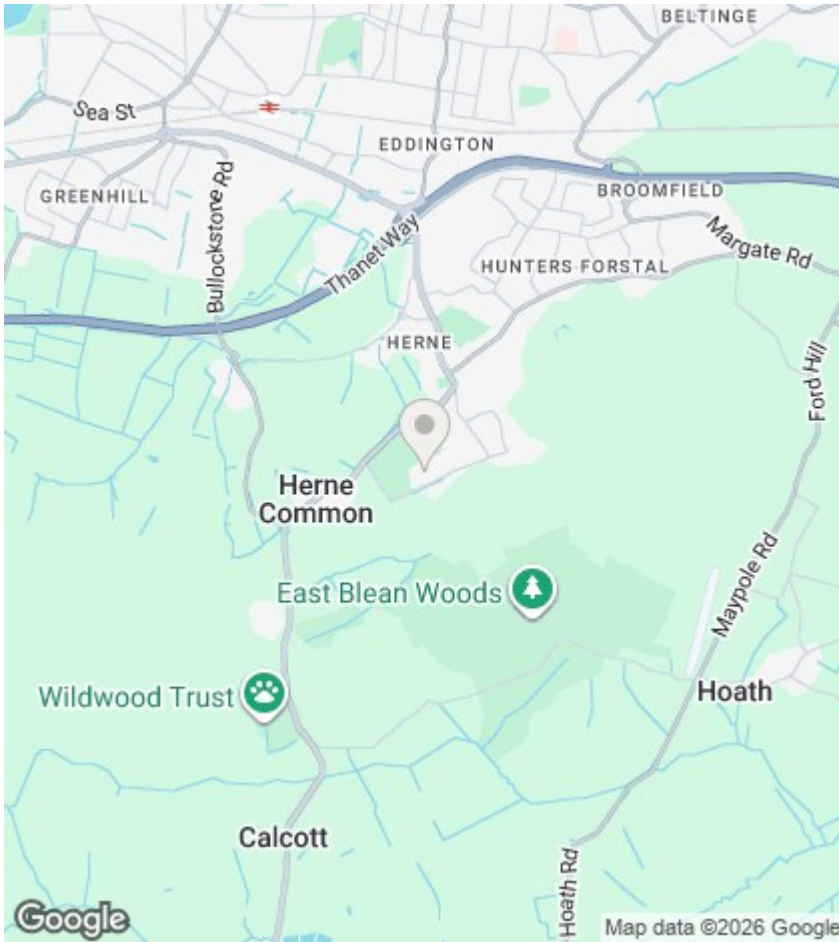 BELTINGE
Sea St
EDDINGTON
GREENHILL
Bullockstone Rd
BROOMFIELD
Thanet Way
Margate Rd
HUNTERS FORSTAL
HERNE
Ford Hill
Herne
Common
East Blean Woods
Maypole Rd
Wildwood Trust
Hoath
Calcott
Hoath Rd
Google
Map data ©2026 Google